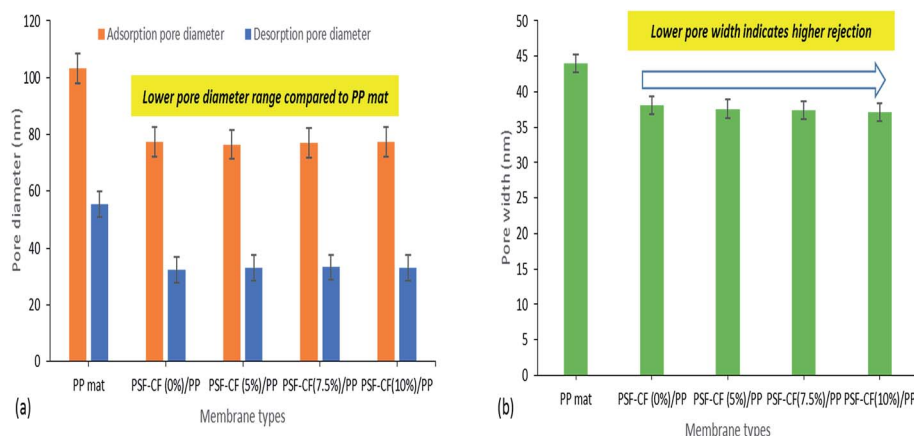 120
100
80
60
40
20
0
Pore diameter (nm)
Adsorption pore diameter
Desorption pore diameter
Lower pore diameter range compared to PP mat
PP mat
PSF-CF (0%)/PP
PSF-CF (5%)/PP
PSF-CF(7.5%)/PP
PSF-CF(10%)/PP
(a)
Membrane types
50
45
40
35
30
25
20
15
10
5
0
Pore width (nm)
Lower pore width indicates higher rejection
PP mat
PSF-CF (0%)/PP
PSF-CF (5%)/PP
PSF-CF(7.5%)/PP
PSF-CF(10%)/PP
(b)
Membrane types